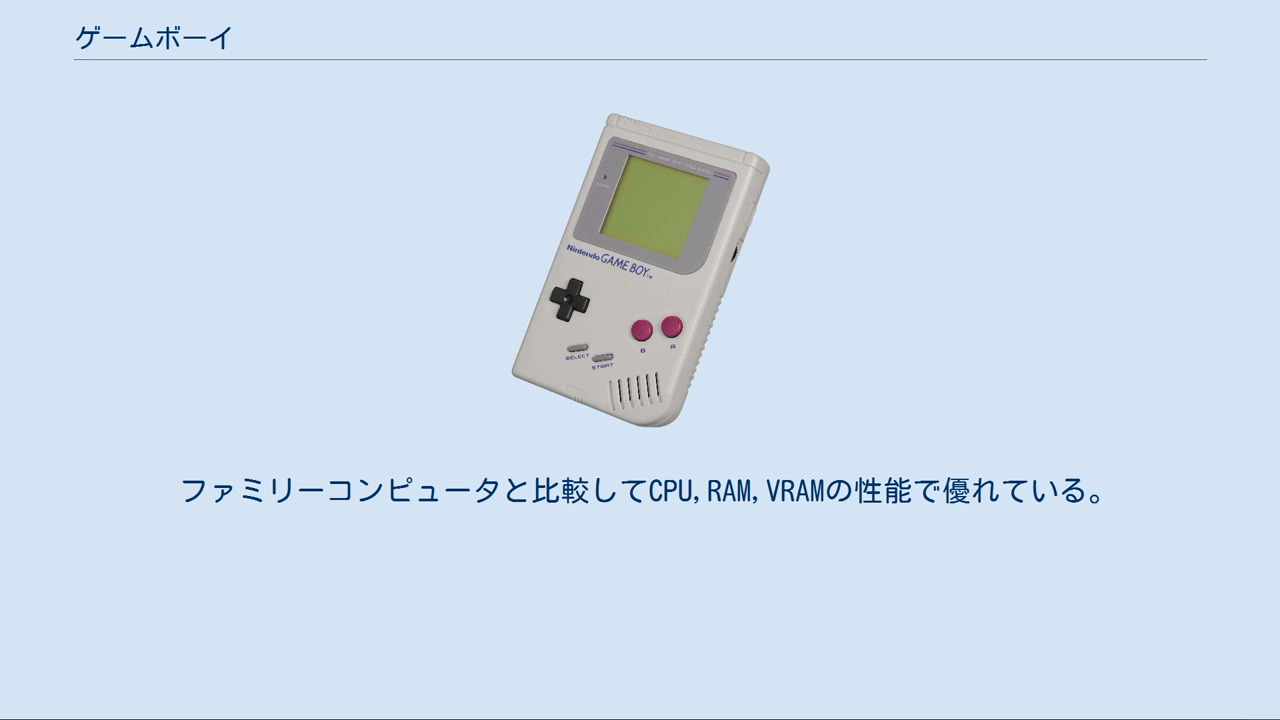 ゲームボーイ
Nintendo GAME BOY™
B A
SELECT
START
ファミリーコンピュータと比較してCPU,RAM,VRAMの性能で優れている。